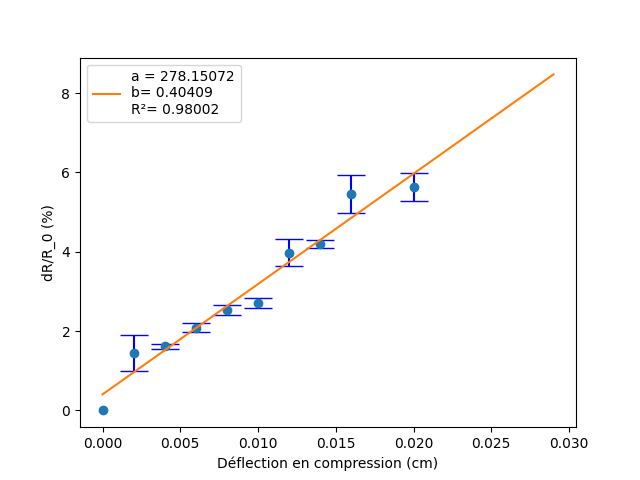 a = 278.15072
b= 0.40409
R²= 0.98002
8
6
4
2
0
dR/R_0 (%)
0.000 0.005 0.010 0.015 0.020 0.025 0.030
Déflection en compression (cm)